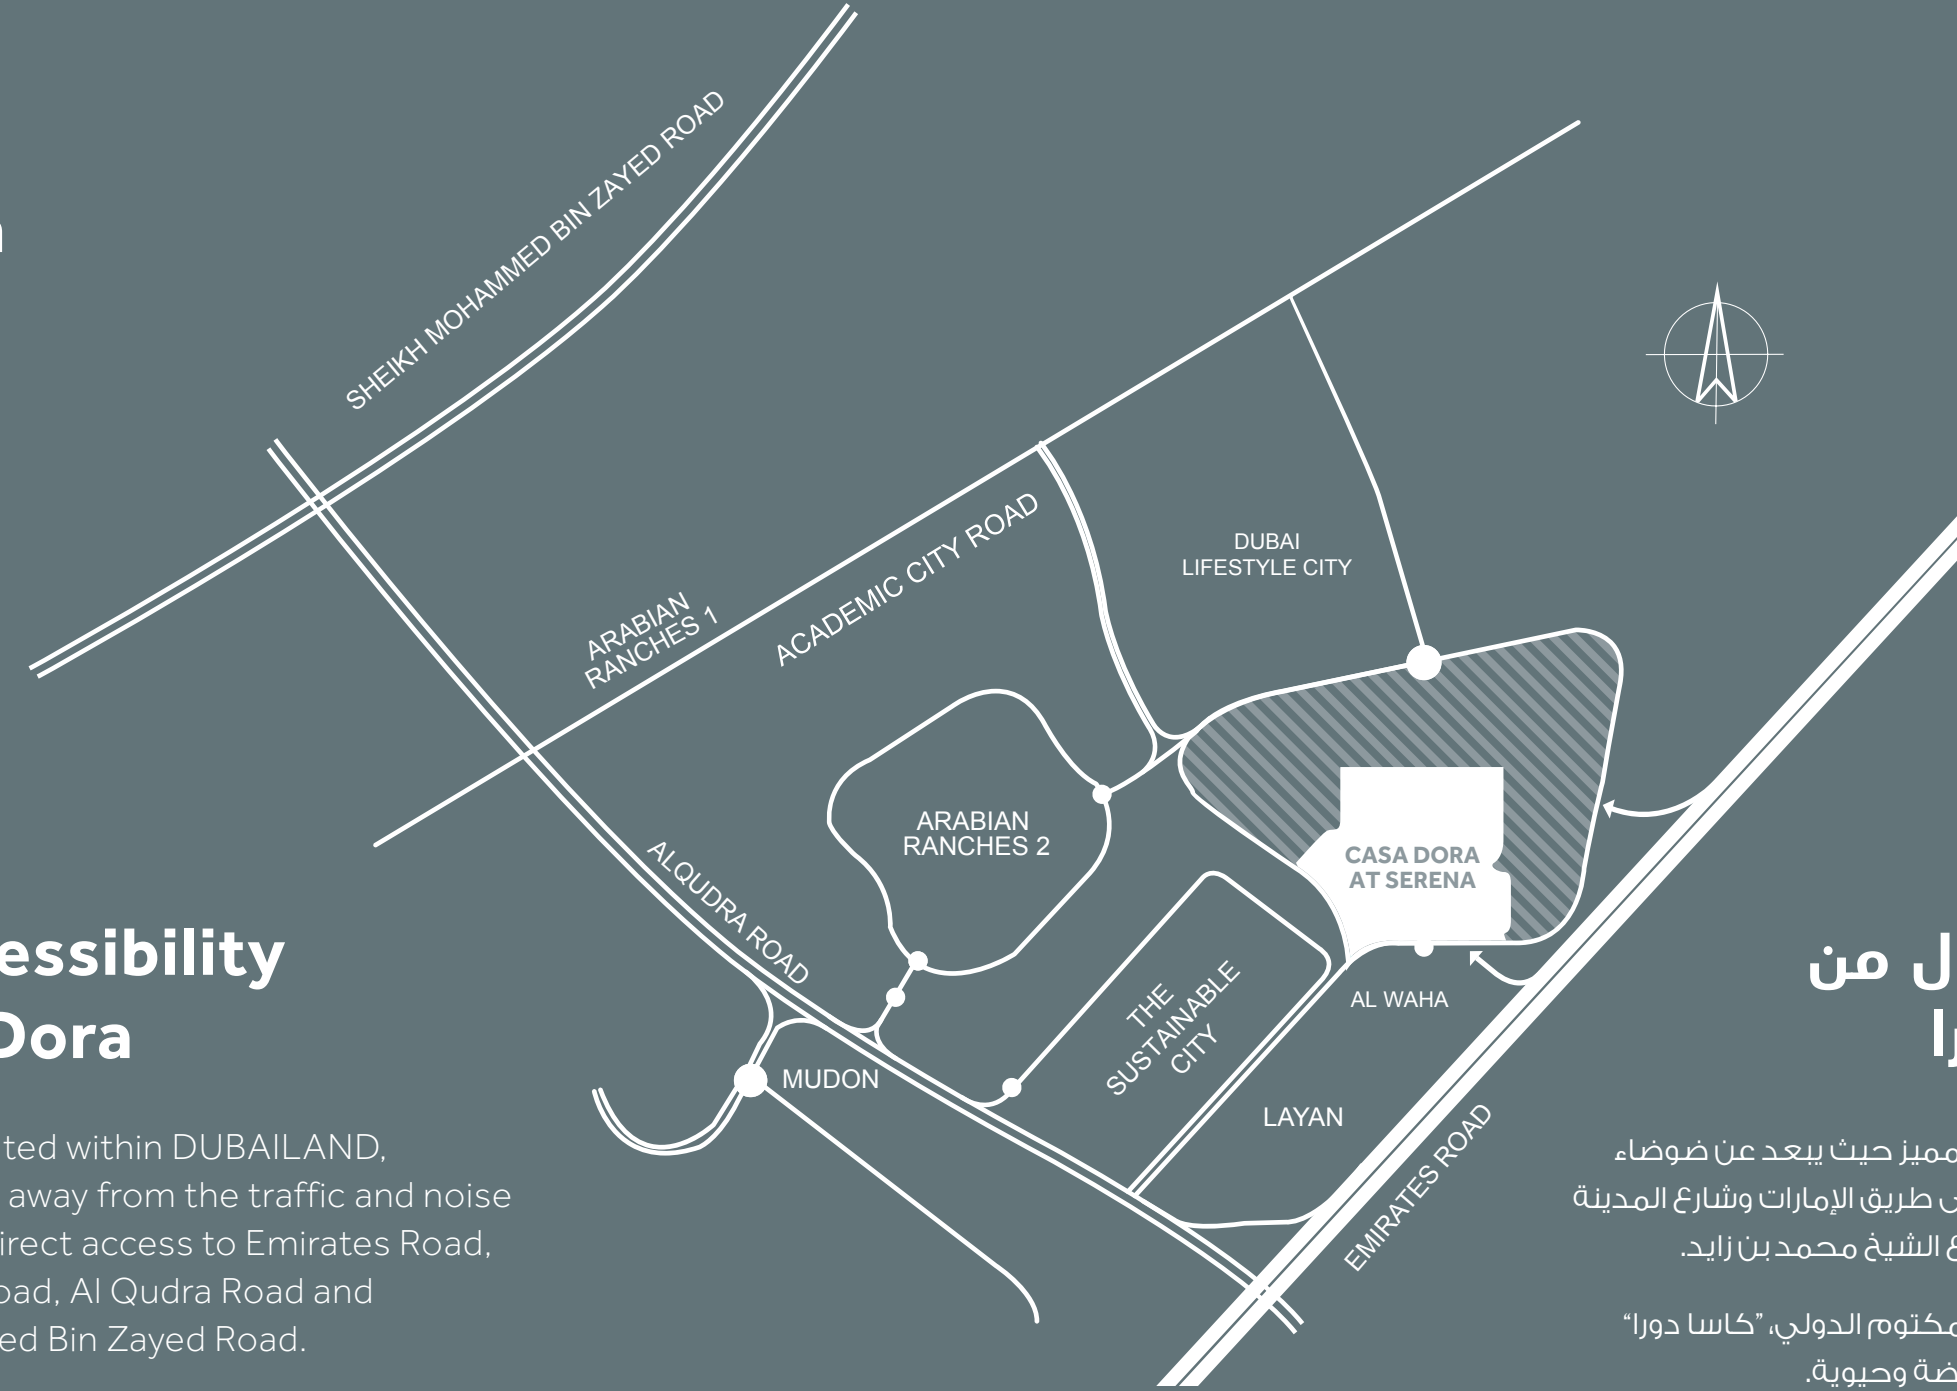 SHEIKH MOHAMMED BIN ZAYED ROAD
ACADEMIC CITY ROAD
ARABIAN
RANCHES 1
DUBAI
LIFESTYLE CITY
ARABIAN
RANCHES 2
ALQUDRA ROAD
CASA DORA
AT SERENA
THE
SUSTAINABLE
CITY
AL WAHA
MUDON
LAYAN
EMIRATES ROAD
essibility
Dora
ted within DUBAILAND,
away from the traffic and noise
irect access to Emirates Road,
oad, Al Qudra Road and
ed Bin Zayed Road.
ل من
را
مميز حيث يبعد عن ضوضاء
ى طريق الإمارات وشارع المدينة
ع الشيخ محمد بن زايد.
مكتوم الدولي، ”كاسا دورا“
ضة وحيوية.